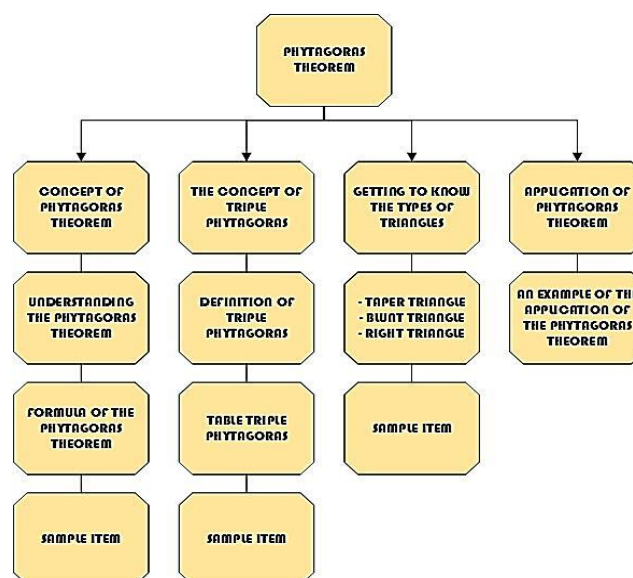 PHYTAGORAS
THEOREM
CONCEPT OF
PHYTAGORAS
THEOREM
THE CONCEPT OF
TRIPLE
PHYTAGORAS
GETTING TO KNOW
THE TYPES OF
TRIANGLES
APPLICATION OF
PHYTAGORAS
THEOREM
UNDERSTANDING
THE PHYTAGORAS
THEOREM
DEFINITION OF
TRIPLE
PHYTAGORAS
- TAPER TRIANGLE
- BLUNT TRIANGLE
- RIGHT TRIANGLE
AN EXAMPLE OF THE
APPLICATION OF
THE PHYTAGORAS
THEOREM
FORMULA OF THE
PHYTAGORAS
THEOREM
TABLE TRIPLE
PHYTAGORAS
SAMPLE ITEM
SAMPLE ITEM
SAMPLE ITEM